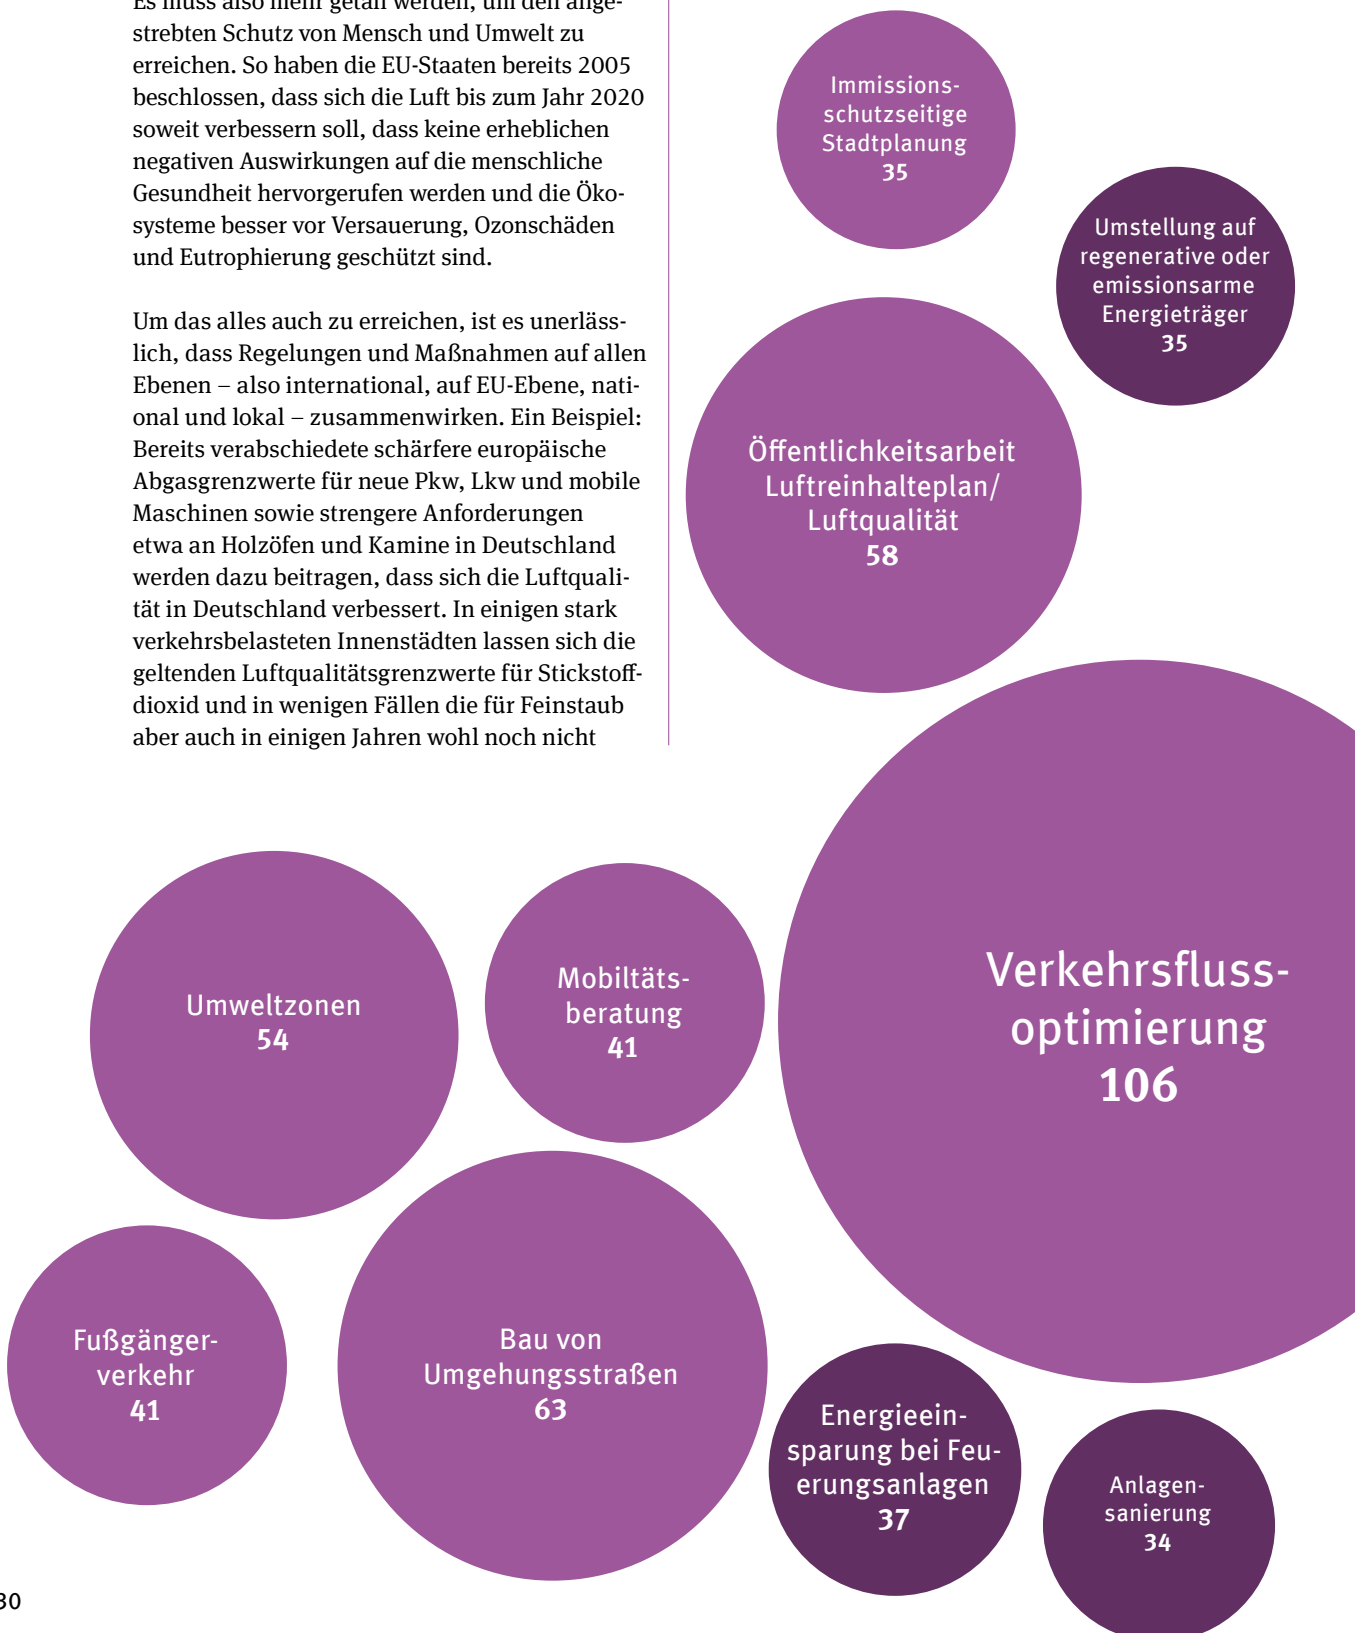 Es muss also mehr getan werden, um den ange-
strebten Schutz von Mensch und Umwelt zu
erreichen. So haben die EU-Staaten bereits 2005
beschlossen, dass sich die Luft bis zum Jahr 2020
soweit verbessern soll, dass keine erheblichen
negativen Auswirkungen auf die menschliche
Gesundheit hervorgerufen werden und die Öko-
systeme besser vor Versauerung, Ozonschäden
und Eutrophierung geschützt sind.
Um das alles auch zu erreichen, ist es unerläss-
lich, dass Regelungen und Maßnahmen auf allen
Ebenen – also international, auf EU-Ebene, nati-
onal und lokal – zusammenwirken. Ein Beispiel:
Bereits verabschiedete schärfere europäische
Abgasgrenzwerte für neue Pkw, Lkw und mobile
Maschinen sowie strengere Anforderungen
etwa an Holzöfen und Kamine in Deutschland
werden dazu beitragen, dass sich die Luftquali-
tät in Deutschland verbessert. In einigen stark
verkehrsbelasteten Innenstädten lassen sich die
geltenden Luftqualitätsgrenzwerte für Stickstoff-
dioxid und in wenigen Fällen die für Feinstaub
aber auch in einigen Jahren wohl noch nicht
Immissions-
schutzseitige
Stadtplanung
35
Umstellung auf
regenerative oder
emissionsarme
Energieträger
35
Öffentlichkeitsarbeit
Luftreinhalteplan/
Luftqualität
58
Verkehrsfluss-
optimierung
106
Umweltzonen
54
Mobiltäts-
beratung
41
Fußgänger-
verkehr
41
Bau von
Umgehungsstraßen
63
Energieein-
sparung bei Feu-
erungsanlagen
37
Anlagen-
sanierung
34
30